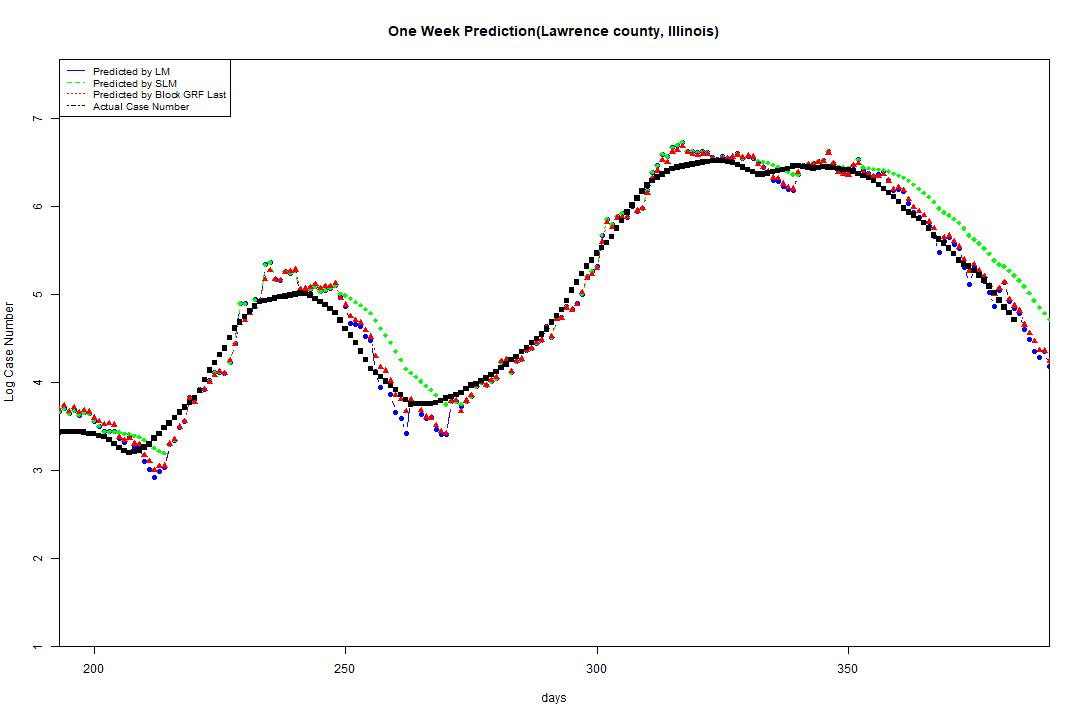 One Week Prediction(Lawrence county, Illinois)
Predicted by LM
Predicted by SLM
Predicted by Block GRF Last
Actual Case Number
7
6
5
4
3
2
1
Log Case Number
200 250 300 350
days